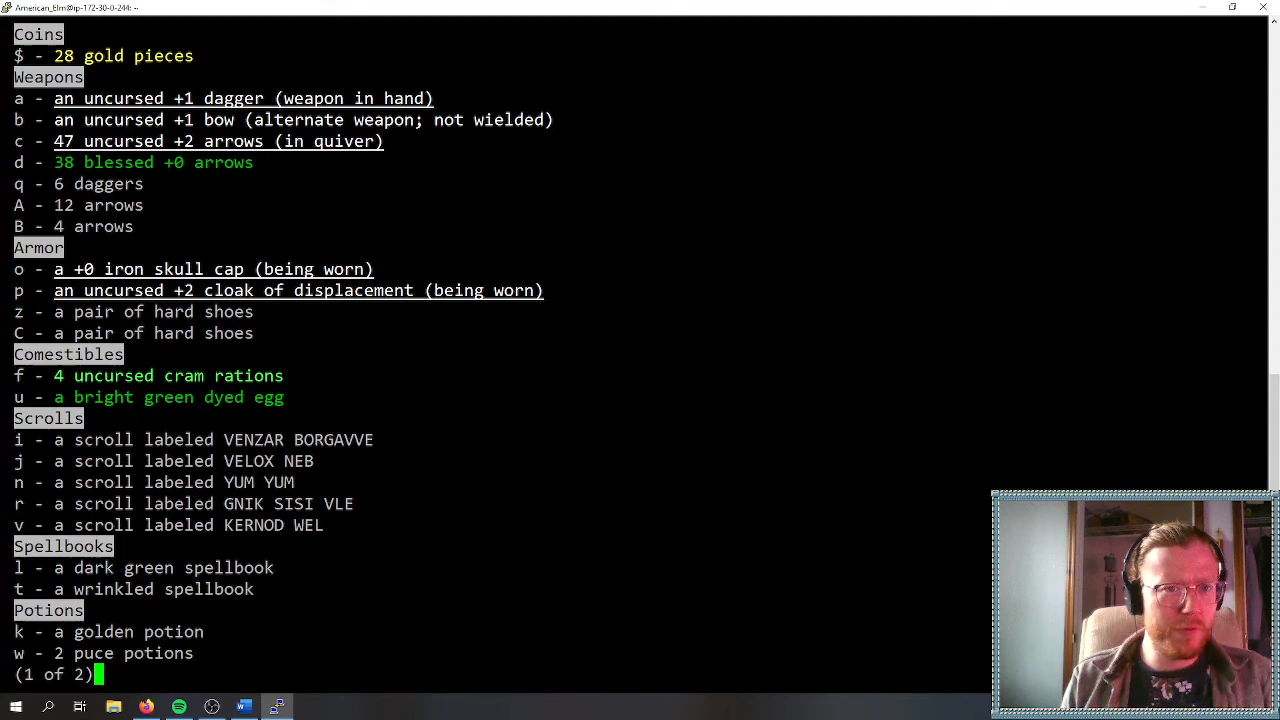 American_Elm@ip-172-30-0-244: ~
Coins
$ - 28 gold pieces
Weapons
a - an uncursed +1 dagger (weapon in hand)
b - an uncursed +1 bow (alternate weapon; not wielded)
c - 47 uncursed +2 arrows (in quiver)
d - 38 blessed +0 arrows
q - 6 daggers
A - 12 arrows
B - 4 arrows
Armor
o - a +0 iron skull cap (being worn)
p - an uncursed +2 cloak of displacement (being worn)
z - a pair of hard shoes
C - a pair of hard shoes
Comestibles
f - 4 uncursed cram rations
u - a bright green dyed egg
Scrolls
i - a scroll labeled VENZAR BORGAVVE
j - a scroll labeled VELOX NEB
n - a scroll labeled YUM YUM
r - a scroll labeled GNIK SISI VLE
v - a scroll labeled KERNOD WEL
Spellbooks
l - a dark green spellbook
t - a wrinkled spellbook
Potions
k - a golden potion
w - 2 puce potions
(1 of 2)